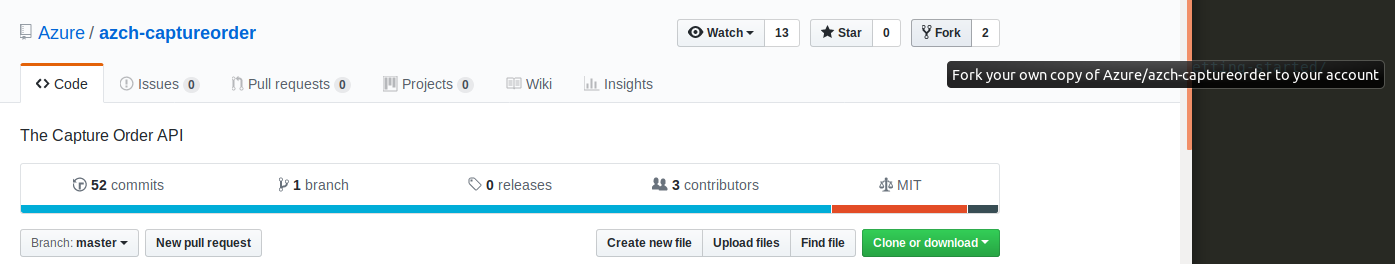 Azure / azch-captureorder
Watch 13 Star 0 Fork 2
Code Issues 0 Pull requests 0 Projects 0 Wiki Insights
Fork your own copy of Azure/azch-captureorder to your account
The Capture Order API
52 commits 1 branch 0 releases 3 contributors MIT
Branch: master New pull request Create new file Upload files Find file Clone or download